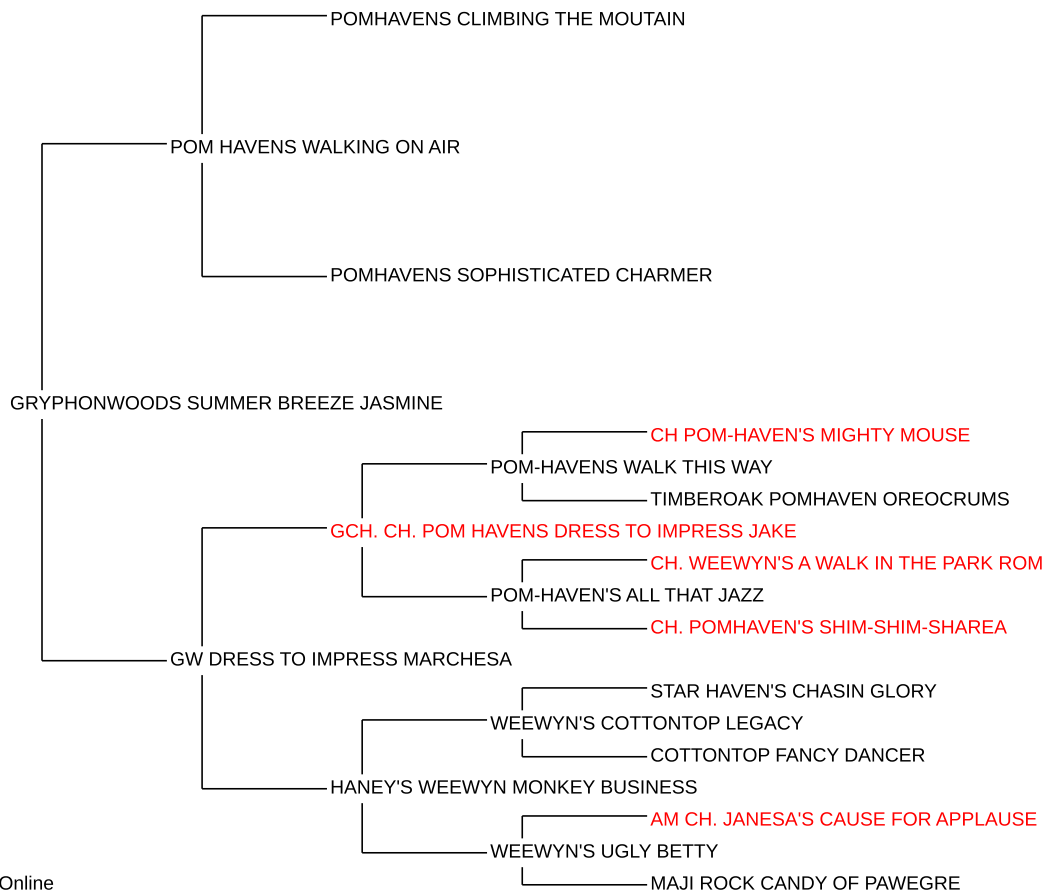 POMHAVENS CLIMBING THE MOUTAIN
POM HAVENS WALKING ON AIR
POMHAVENS SOPHISTICATED CHARMER
GRYPHONWOODS SUMMER BREEZE JASMINE
CH POM-HAVEN'S MIGHTY MOUSE
POM-HAVENS WALK THIS WAY
TIMBEROAK POMHAVEN OREOCRUMS
GCH. CH. POM HAVENS DRESS TO IMPRESS JAKE
CH. WEEWYN'S A WALK IN THE PARK ROM
POM-HAVEN'S ALL THAT JAZZ
CH. POMHAVEN'S SHIM-SHIM-SHAREA
GW DRESS TO IMPRESS MARCHESA
STAR HAVEN'S CHASIN GLORY
WEEWYN'S COTTONTOP LEGACY
COTTONTOP FANCY DANCER
HANEY'S WEEWYN MONKEY BUSINESS
AM CH. JANESA'S CAUSE FOR APPLAUSE
WEEWYN'S UGLY BETTY
Online
MAJI ROCK CANDY OF PAWEGRE